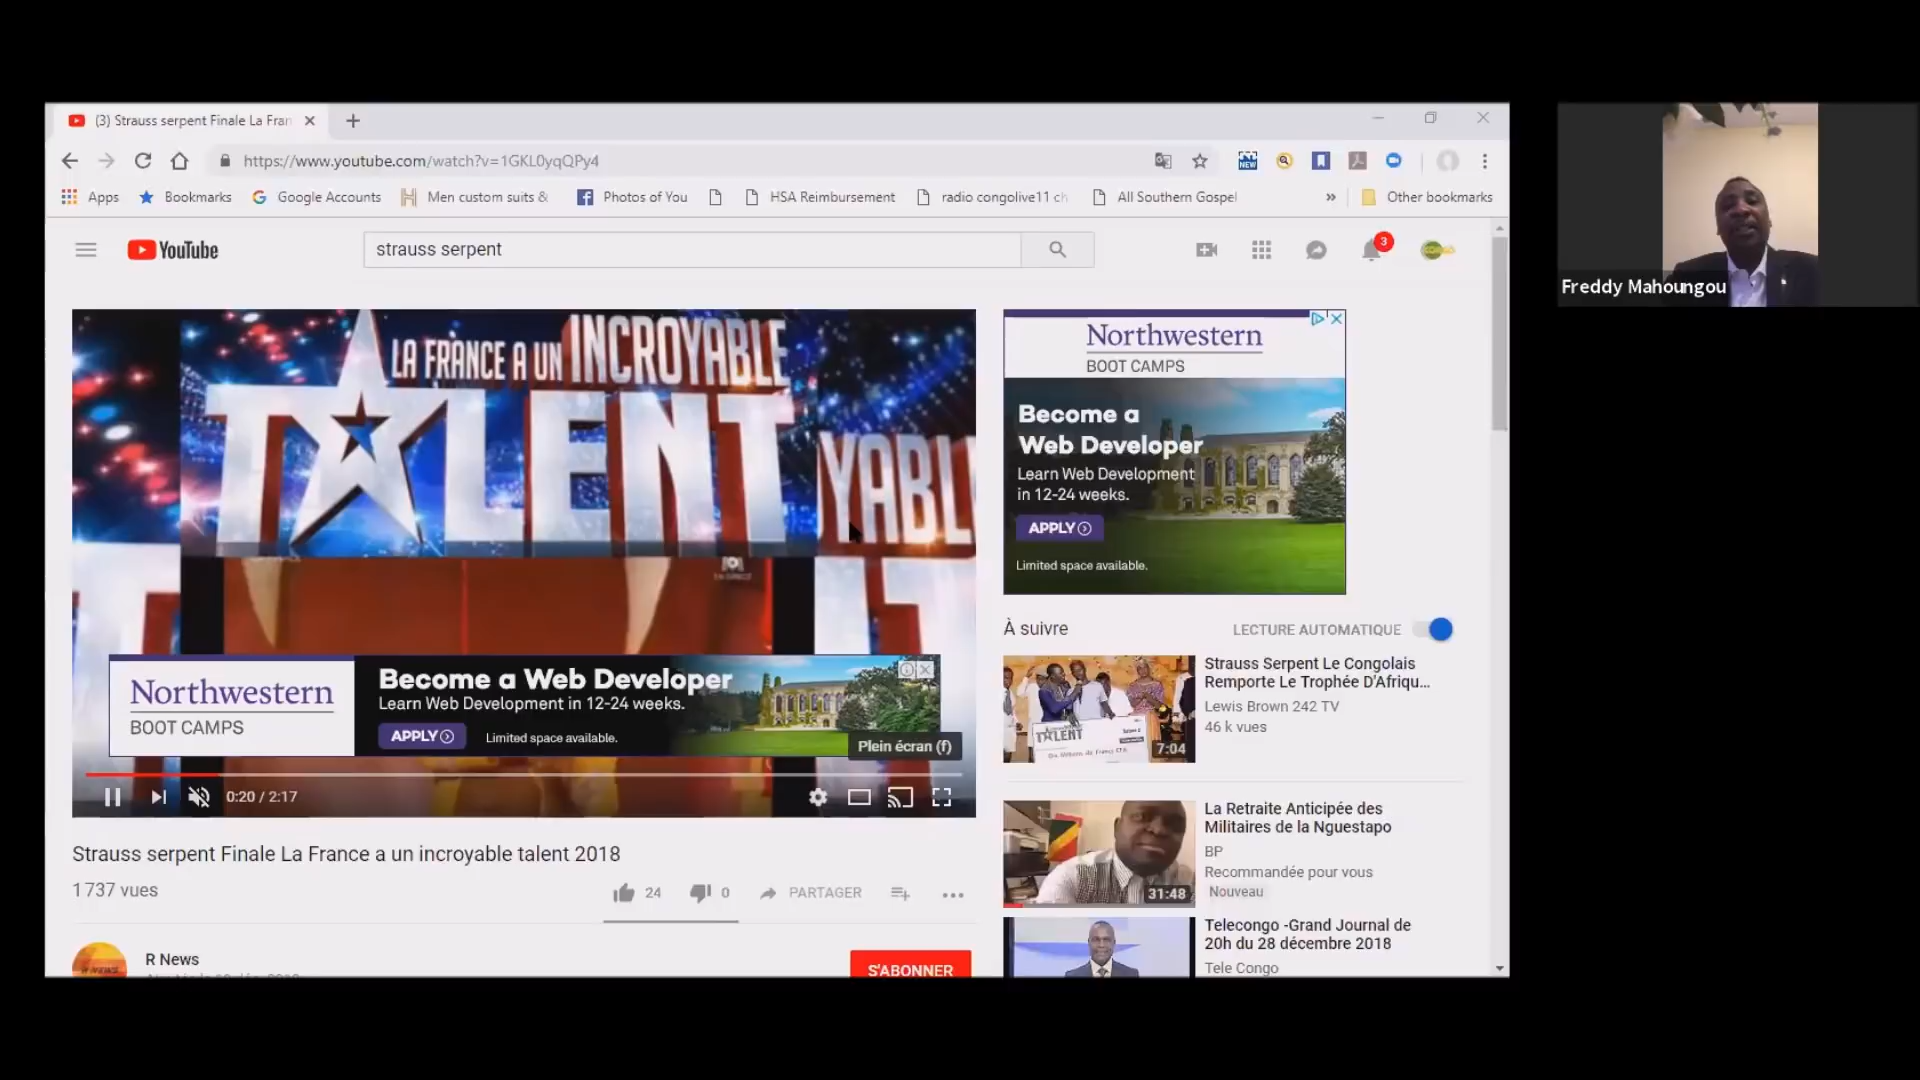 (3) Strauss serpent Finale La Fran
https://www.youtube.com/watch?v=1GKL0yqQPy4
NEW
Apps
Bookmarks
Google Accounts
Men custom suits &
Photos of You
HSA Reimbursement
radio congolive11 ch
All Southern Gospel
»
Other bookmarks
YouTube
strauss serpent
3
Freddy Mahoungou
LA FRANCE A UN INCROYABLE
TALENT
YABL
Northwestern
BOOT CAMPS
Become a Web Developer
Learn Web Development in 12-24 weeks.
APPLY
Limited space available.
Plein écran (f)
0:20 / 2:17
Strauss serpent Finale La France a un incroyable talent 2018
1 737 vues
24
0
PARTAGER
R News
S'ABONNER
Northwestern
BOOT CAMPS
Become a
Web Developer
Learn Web Development
in 12-24 weeks.
APPLY
Limited space available.
À suivre
LECTURE AUTOMATIQUE
TALENT
7:04
Strauss Serpent Le Congolais
Remporte Le Trophée D'Afriqu...
Lewis Brown 242 TV
46 k vues
31:48
La Retraite Anticipée des
Militaires de la Nguestapo
BP
Recommandée pour vous
Nouveau
Telecongo -Grand Journal de
20h du 28 décembre 2018
Tele Congo